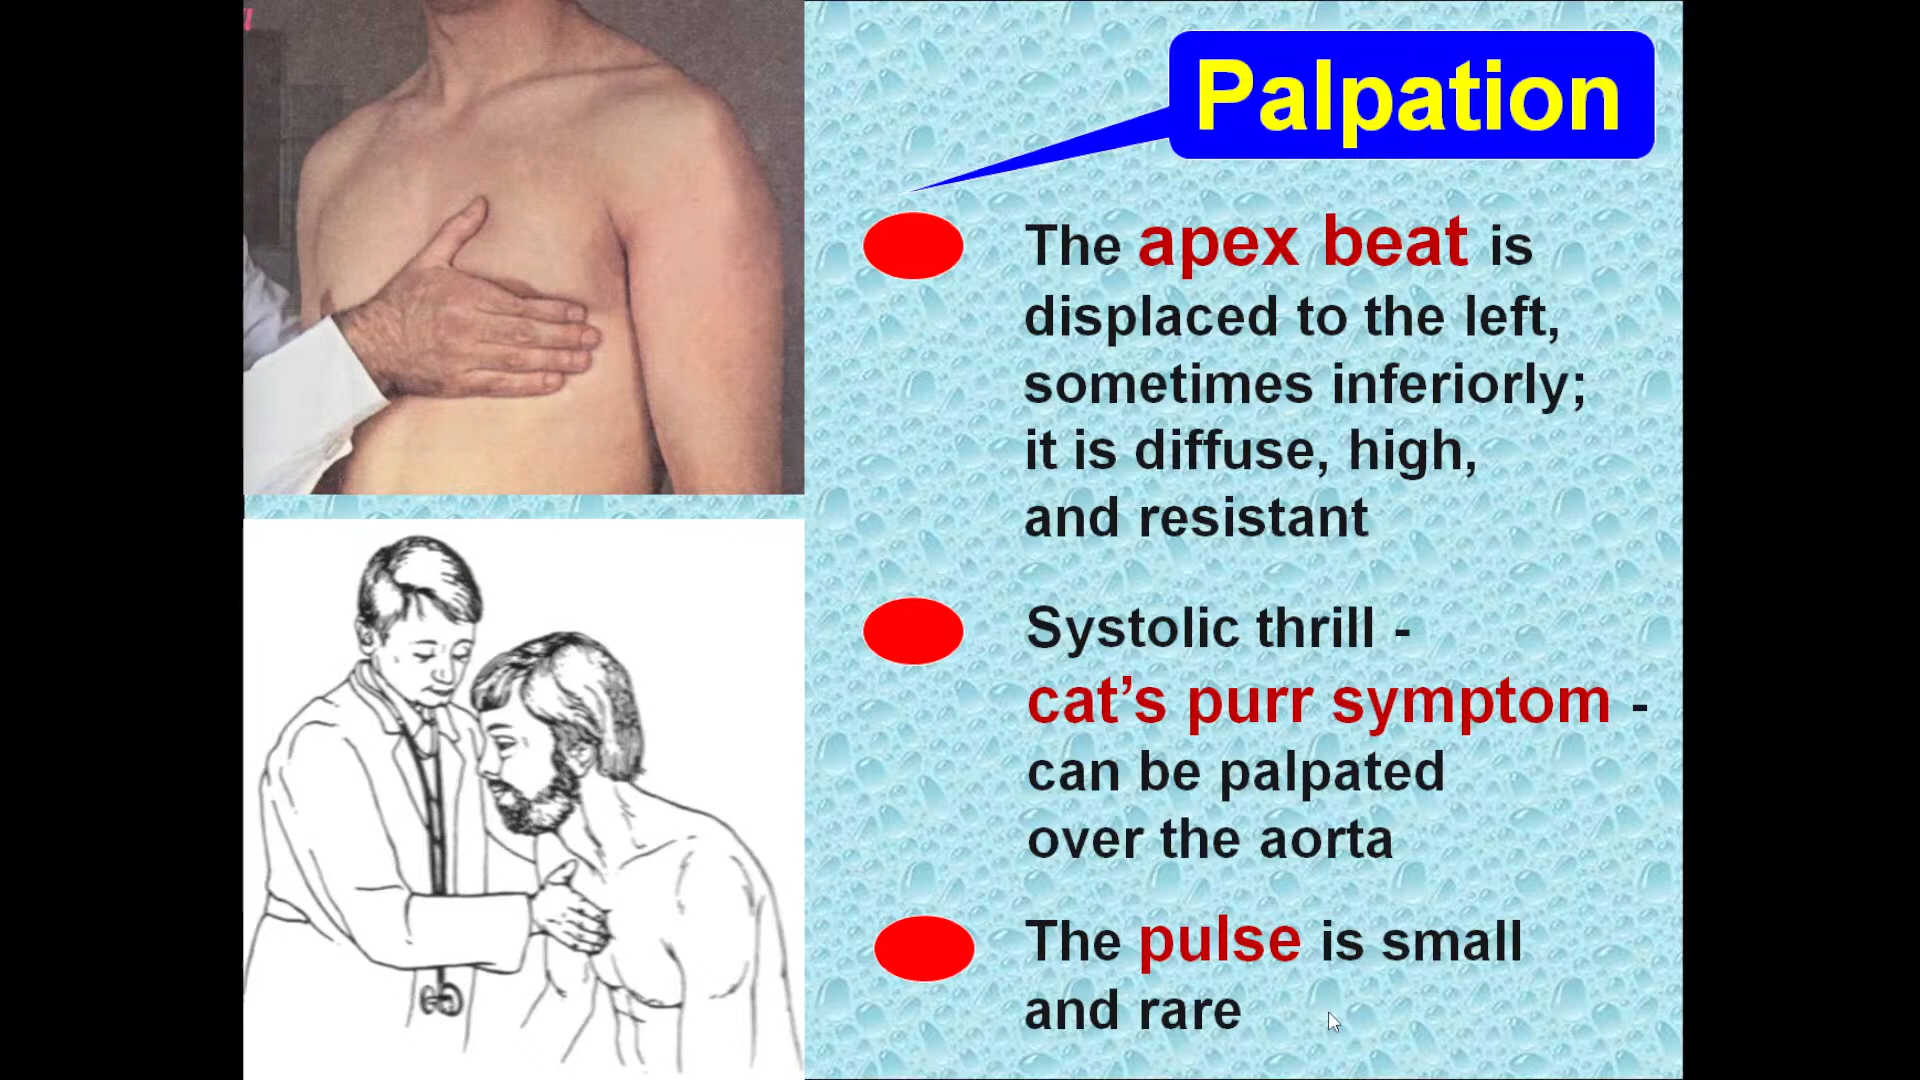 Palpation
The apex beat is
displaced to the left,
sometimes inferiorly;
it is diffuse, high,
and resistant
Systolic thrill -
cat’s purr symptom -
can be palpated
over the aorta
The pulse is small
and rare